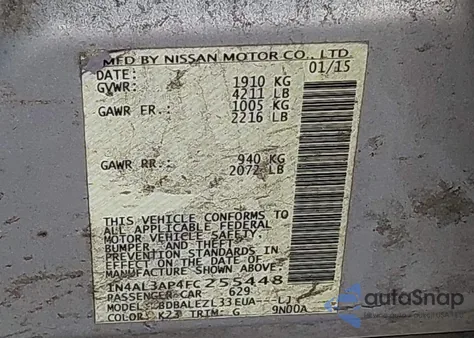 MFD BY NISSAN MOTOR CO., LTD.
DATE: 01/15
GVWR: 1910 KG
4211 LB
GAWR FR.: 1005 KG
2216 LB
GAWR RR.: 940 KG
2072 LB
THIS VEHICLE CONFORMS TO
ALL APPLICABLE FEDERAL
MOTOR VEHICLE SAFETY,
BUMPER, AND THEFT
PREVENTION STANDARDS IN
EFFECT ON THE DATE OF
MANUFACTURE SHOWN ABOVE.
1N4AL3AP4FC255448
PASSENGER CAR 629
MODEL: BDBALEZL33EUA--LJ
COLOR: K23 TRIM: G 9N00A
autoSnap